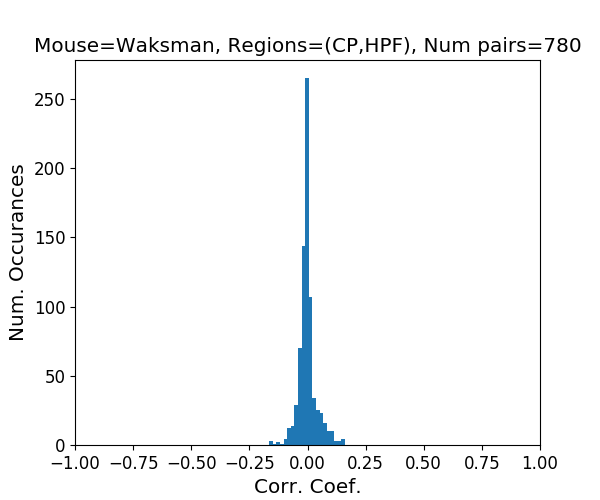 Mouse=Waksman, Regions=(CP,HPF), Num pairs=780
Num. Occurances
250
200
150
100
50
0
−1.00 −0.75 −0.50 −0.25 0.00 0.25 0.50 0.75 1.00
Corr. Coef.